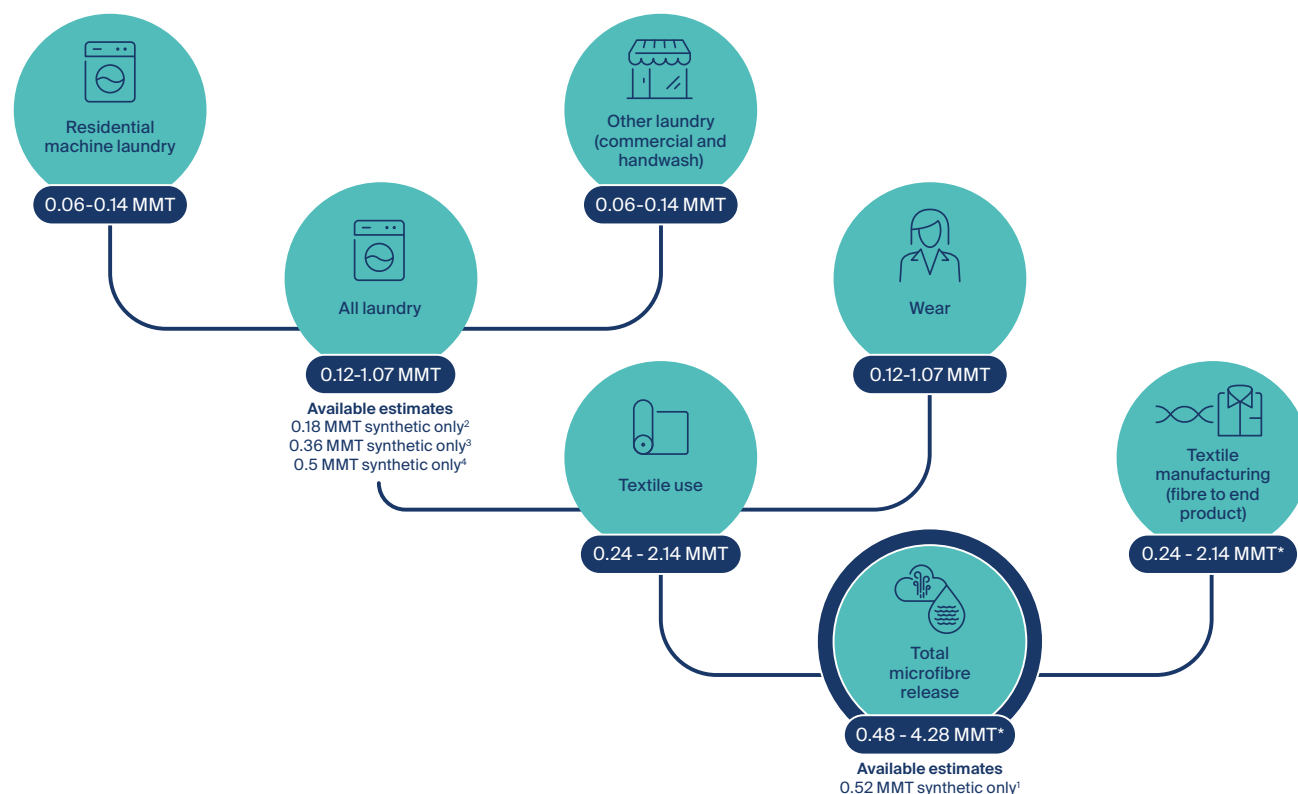 Residential
machine laundry
0.06-0.14 MMT
Other laundry
(commercial and
handwash)
0.06-0.14 MMT
All laundry
0.12-1.07 MMT
Available estimates
0.18 MMT synthetic only²
0.36 MMT synthetic only³
0.5 MMT synthetic only⁴
Wear
0.12-1.07 MMT
Textile use
0.24 - 2.14 MMT
Textile
manufacturing
(fibre to end
product)
0.24 - 2.14 MMT*
Total
microfibre
release
0.48 - 4.28 MMT*
Available estimates
0.52 MMT synthetic only¹